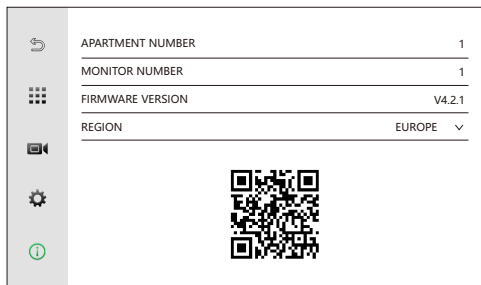 APARTMENT NUMBER 1
MONITOR NUMBER 1
FIRMWARE VERSION V4.2.1
REGION EUROPE